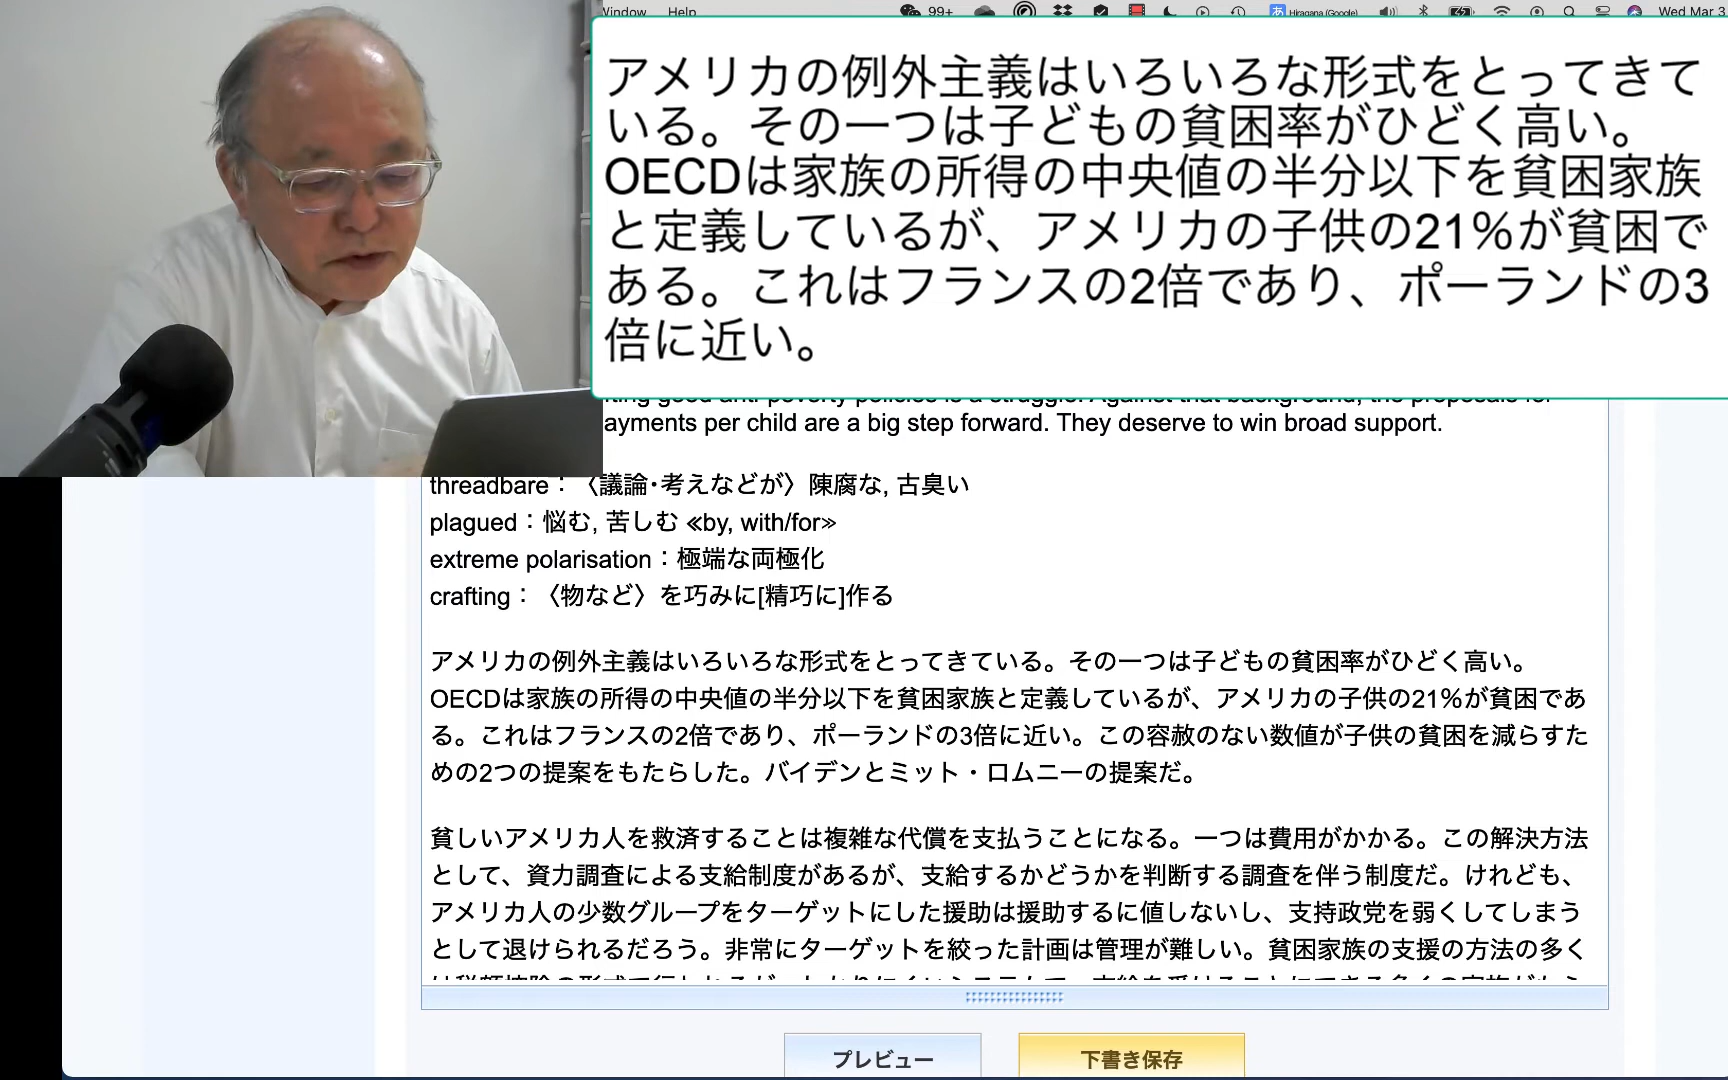 Window Help 99+ あ Hiragana (Google) Wed Mar 3
アメリカの例外主義はいろいろな形式をとってきて
いる。その一つは子どもの貧困率がひどく高い。
OECDは家族の所得の中央値の半分以下を貧困家族
と定義しているが、アメリカの子供の21%が貧困で
ある。これはフランスの2倍であり、ポーランドの3
倍に近い。
good anti-poverty policies is a struggle. Against that background, the proposals for
ayments per child are a big step forward. They deserve to win broad support.
threadbare：〈議論・考えなどが〉陳腐な, 古臭い
plagued：悩む, 苦しむ ≪by, with/for≫
extreme polarisation：極端な両極化
crafting：〈物など〉を巧みに[精巧に]作る
アメリカの例外主義はいろいろな形式をとってきている。その一つは子どもの貧困率がひどく高い。
OECDは家族の所得の中央値の半分以下を貧困家族と定義しているが、アメリカの子供の21%が貧困であ
る。これはフランスの2倍であり、ポーランドの3倍に近い。この容赦のない数値が子供の貧困を減らすた
めの2つの提案をもたらした。バイデンとミット・ロムニーの提案だ。
貧しいアメリカ人を救済することは複雑な代償を支払うことになる。一つは費用がかかる。この解決方法
として、資力調査による支給制度があるが、支給するかどうかを判断する調査を伴う制度だ。けれども、
アメリカ人の少数グループをターゲットにした援助は援助するに値しないし、支持政党を弱くしてしまう
として退けられるだろう。非常にターゲットを絞った計画は管理が難しい。貧困家族の支援の方法の多く
プレビュー 下書き保存